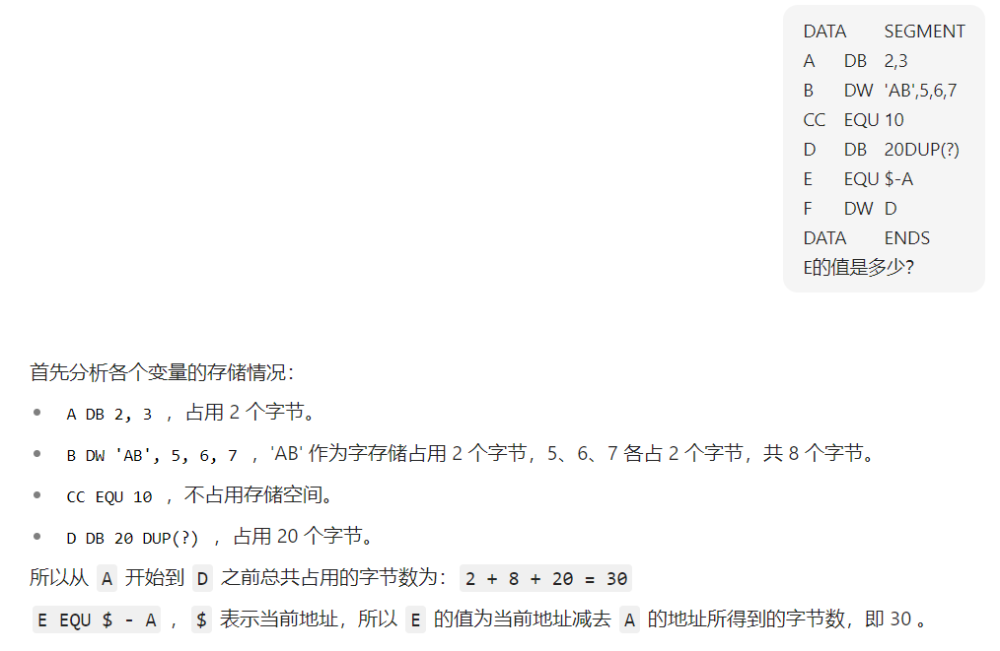 DATA SEGMENT
A DB 2,3
B DW 'AB',5,6,7
CC EQU 10
D DB 20DUP(?)
E EQU $-A
F DW D
DATA ENDS
E的值是多少?
首先分析各个变量的存储情况：
• A DB 2, 3 ，占用 2 个字节。
• B DW 'AB', 5, 6, 7 ，'AB' 作为字存储占用 2 个字节，5、6、7 各占 2 个字节，共 8 个字节。
• CC EQU 10 ，不占用存储空间。
• D DB 20 DUP(?) ，占用 20 个字节。
所以从 A 开始到 D 之前总共占用的字节数为： 2 + 8 + 20 = 30
E EQU $ - A ， $ 表示当前地址，所以 E 的值为当前地址减去 A 的地址所得到的字节数，即 30 。